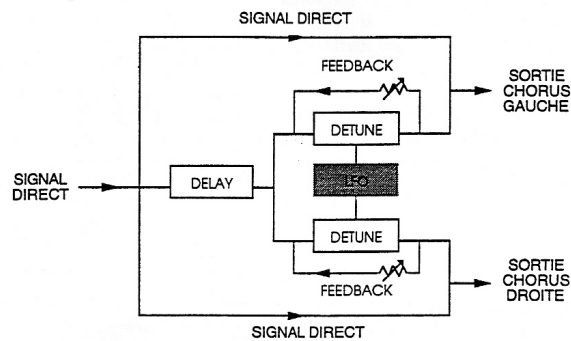 SIGNAL DIRECT
FEEDBACK
SORTIE
CHORUS
GAUCHE
DETUNE
SIGNAL
DIRECT
DELAY
LFO
DETUNE
FEEDBACK
SORTIE
CHORUS
DROITE
SIGNAL DIRECT